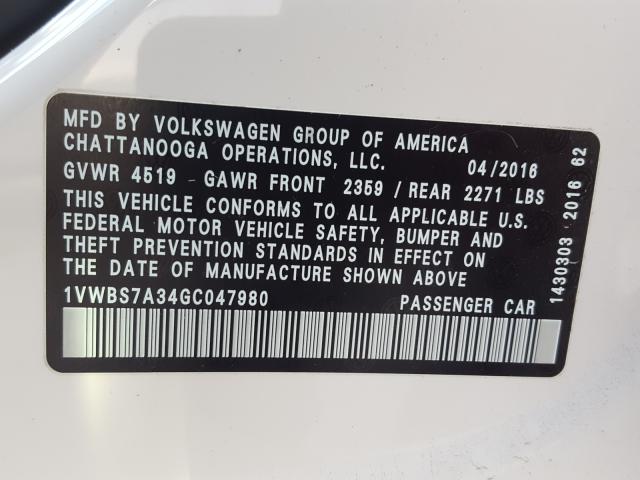 MFD BY VOLKSWAGEN GROUP OF AMERICA
CHATTANOOGA OPERATIONS, LLC. 04/2016
GVWR 4519 GAWR FRONT 2359 / REAR 2271 LBS
THIS VEHICLE CONFORMS TO ALL APPLICABLE U.S.
FEDERAL MOTOR VEHICLE SAFETY, BUMPER AND
THEFT PREVENTION STANDARDS IN EFFECT ON
THE DATE OF MANUFACTURE SHOWN ABOVE
1VWBS7A34GC047980 PASSENGER CAR
1430303 2016 62